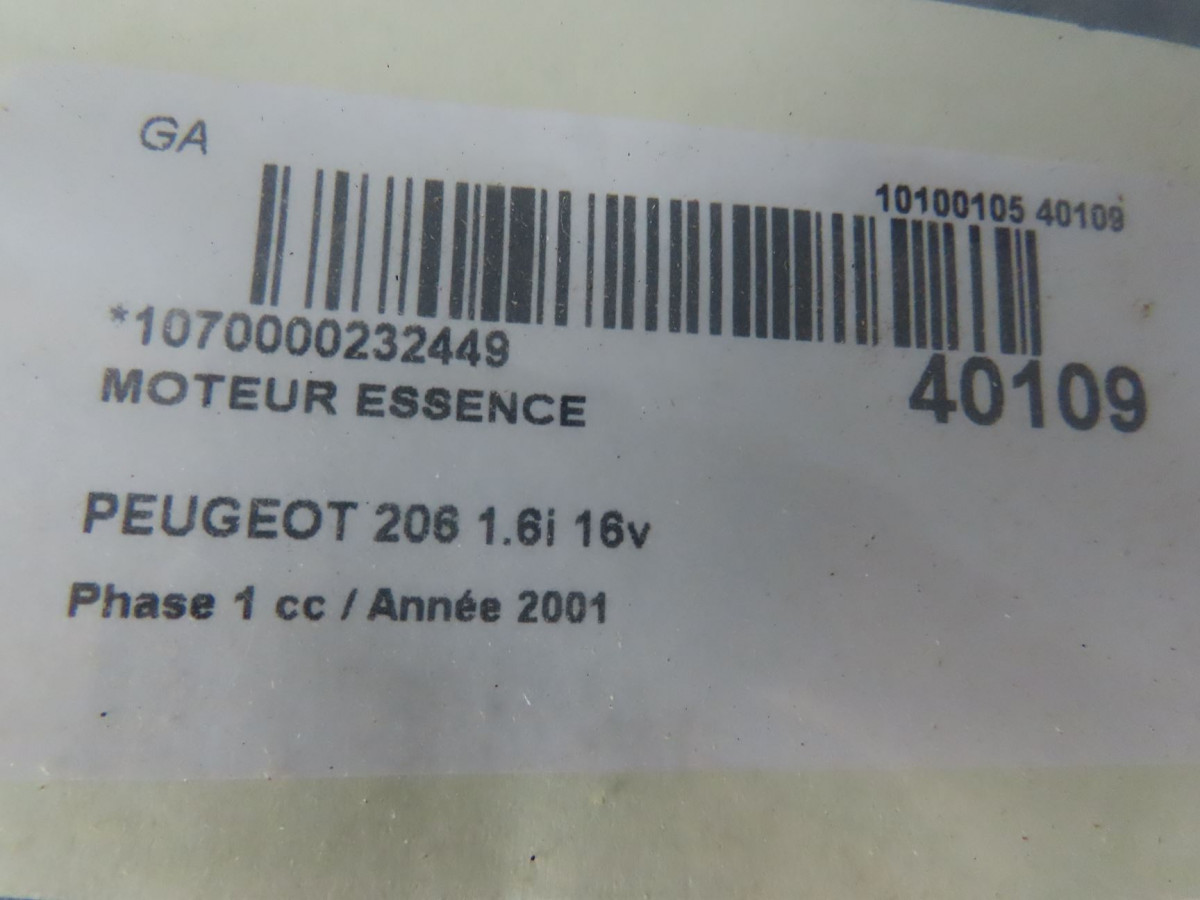 GA
10100105 40109
*1070000232449
40109
MOTEUR ESSENCE
PEUGEOT 206 1.6i 16v
Phase 1 cc / Année 2001